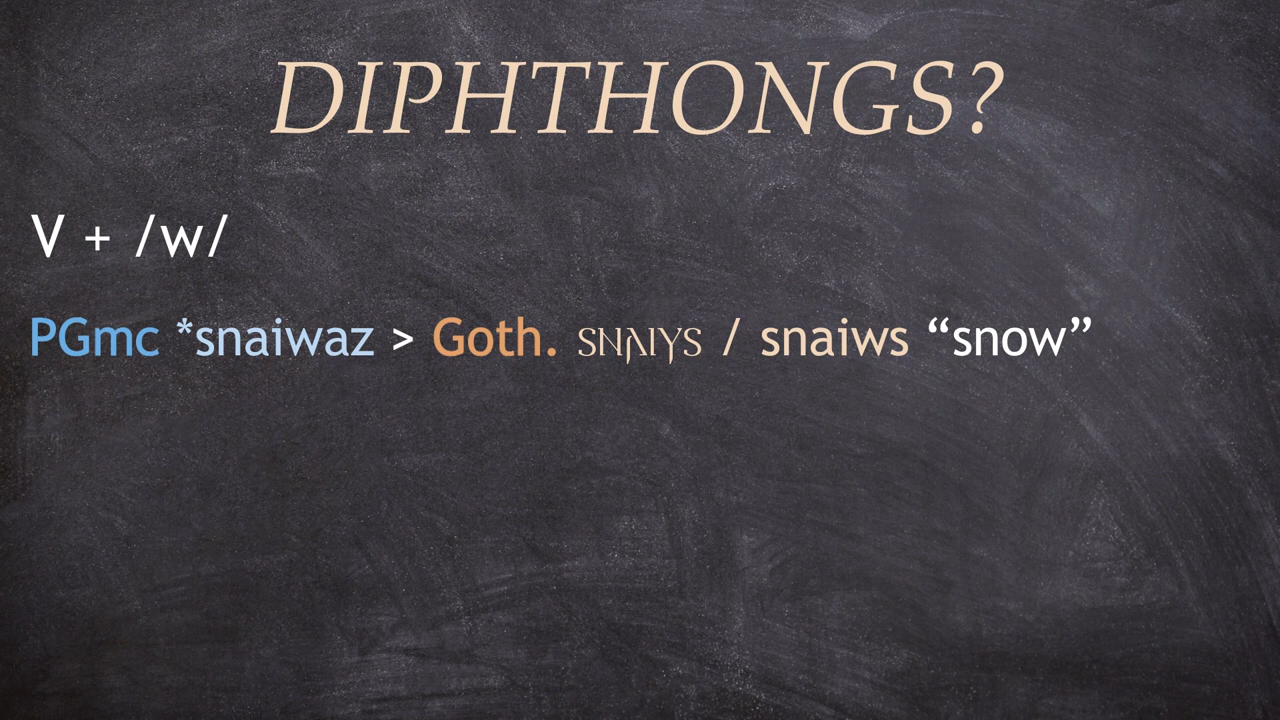 DIPHTHONGS?
V + /w/
PGmc *snaiwaz > Goth. 𐍃𐌽𐌰𐌹𐍅𐍃 / snaiws “snow”